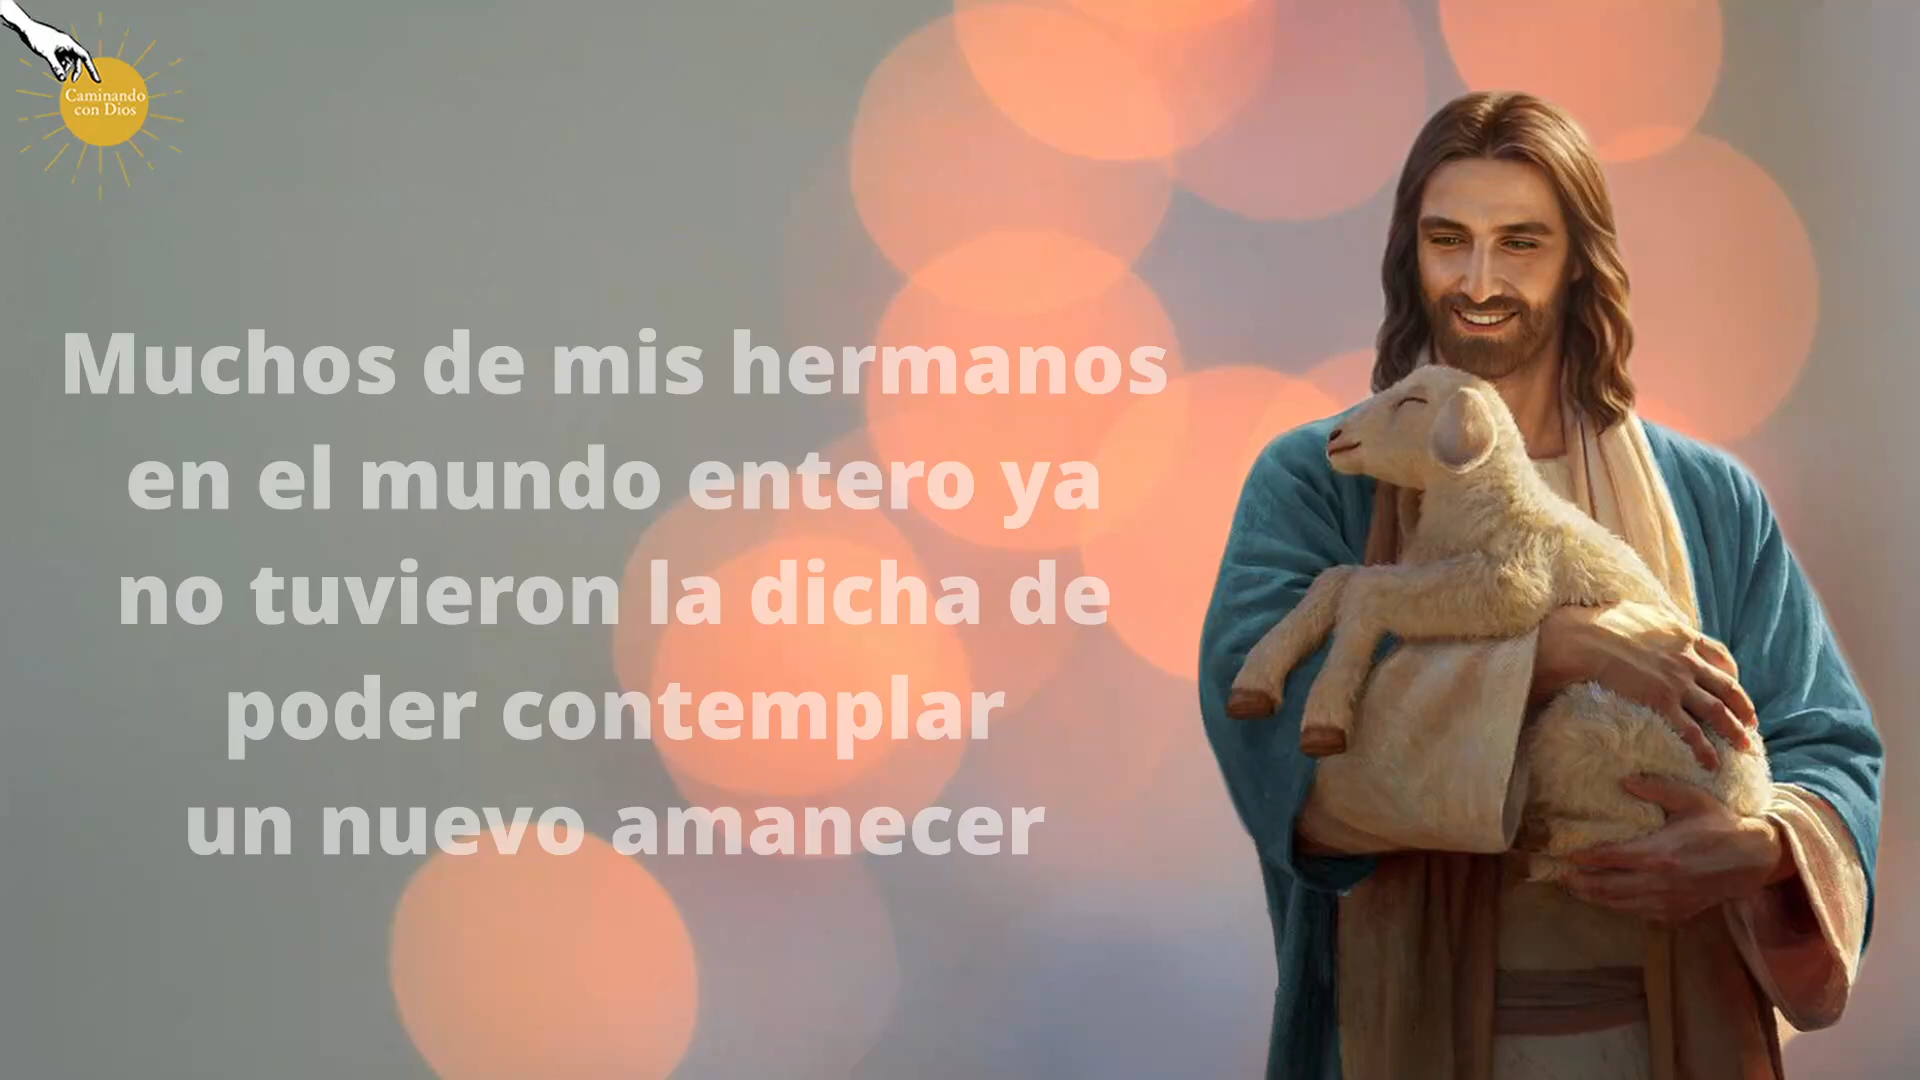 Caminando
con Dios
Muchos de mis hermanos
en el mundo entero ya
no tuvieron la dicha de
poder contemplar
un nuevo amanecer